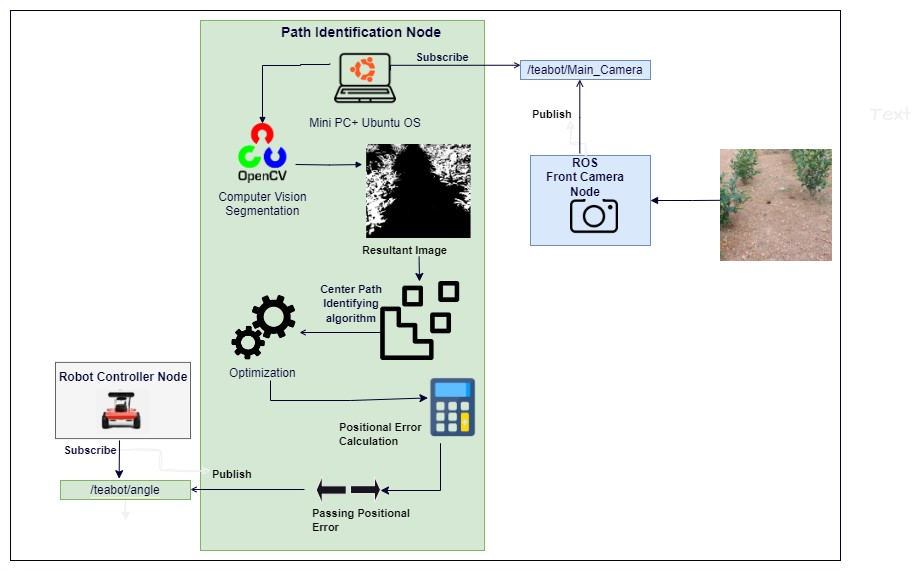 Path Identification Node
Subscribe
/teabot/Main_Camera
Mini PC+ Ubuntu OS
Publish
Text
OpenCV
Computer Vision
Segmentation
ROS
Front Camera
Node
Resultant Image
Center Path
Identifying
algorithm
Optimization
Robot Controller Node
Positional Error
Calculation
Subscribe
Publish
/teabot/angle
Passing Positional
Error